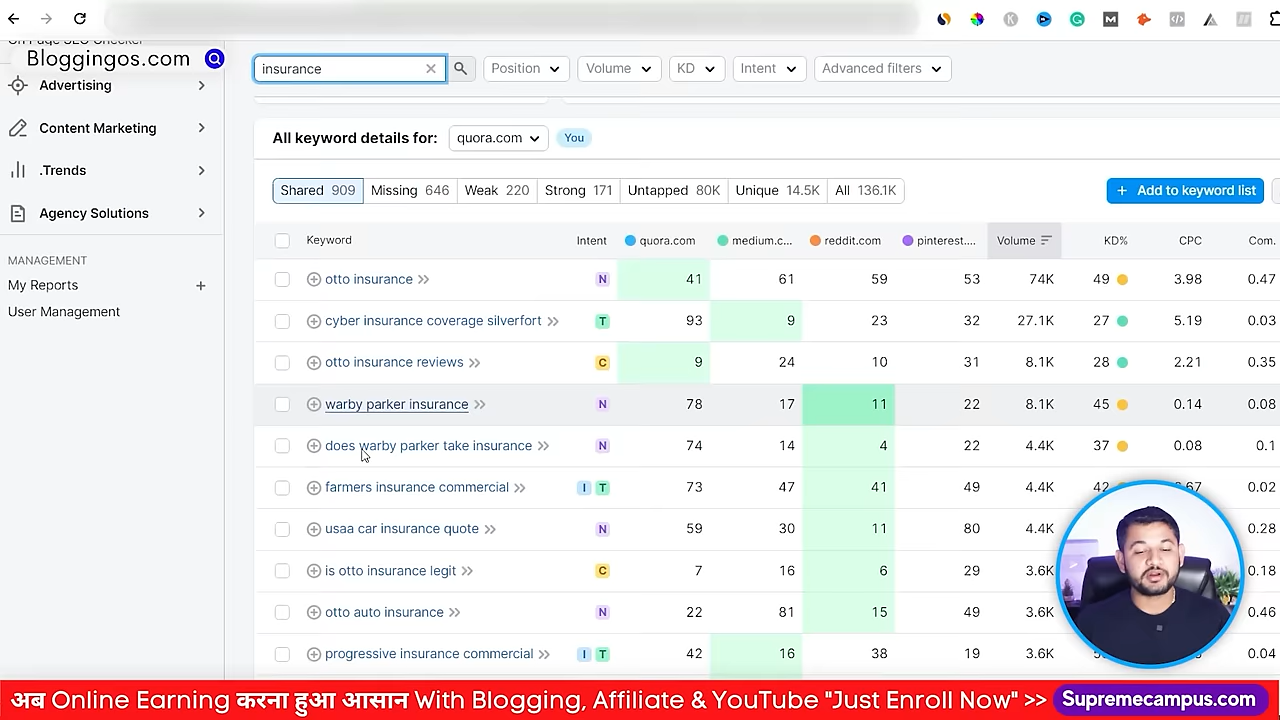 On Page SEO Checker
Bloggingos.com
Advertising
Content Marketing
.Trends
Agency Solutions
MANAGEMENT
My Reports +
User Management
insurance
Position
Volume
KD
Intent
Advanced filters
All keyword details for: quora.com You
Shared 909 Missing 646 Weak 220 Strong 171 Untapped 80K Unique 14.5K All 136.1K
+ Add to keyword list
Keyword Intent quora.com medium.c... reddit.com pinterest.... Volume KD% CPC Com.
otto insurance N 41 61 59 53 74K 49 3.98 0.47
cyber insurance coverage silverfort T 93 9 23 32 27.1K 27 5.19 0.03
otto insurance reviews C 9 24 10 31 8.1K 28 2.21 0.35
warby parker insurance N 78 17 11 22 8.1K 45 0.14 0.08
does warby parker take insurance N 74 14 4 22 4.4K 37 0.08 0.1
farmers insurance commercial I T 73 47 41 49 4.4K 42 0.02
usaa car insurance quote N 59 30 11 80 4.4K 0.28
is otto insurance legit C 7 16 6 29 3.6K 0.18
otto auto insurance N 22 81 15 49 3.6K 0.46
progressive insurance commercial I T 42 16 38 19 3.6K 0.04
अब Online Earning करना हुआ आसान With Blogging, Affiliate & YouTube "Just Enroll Now" >> Supremecampus.com